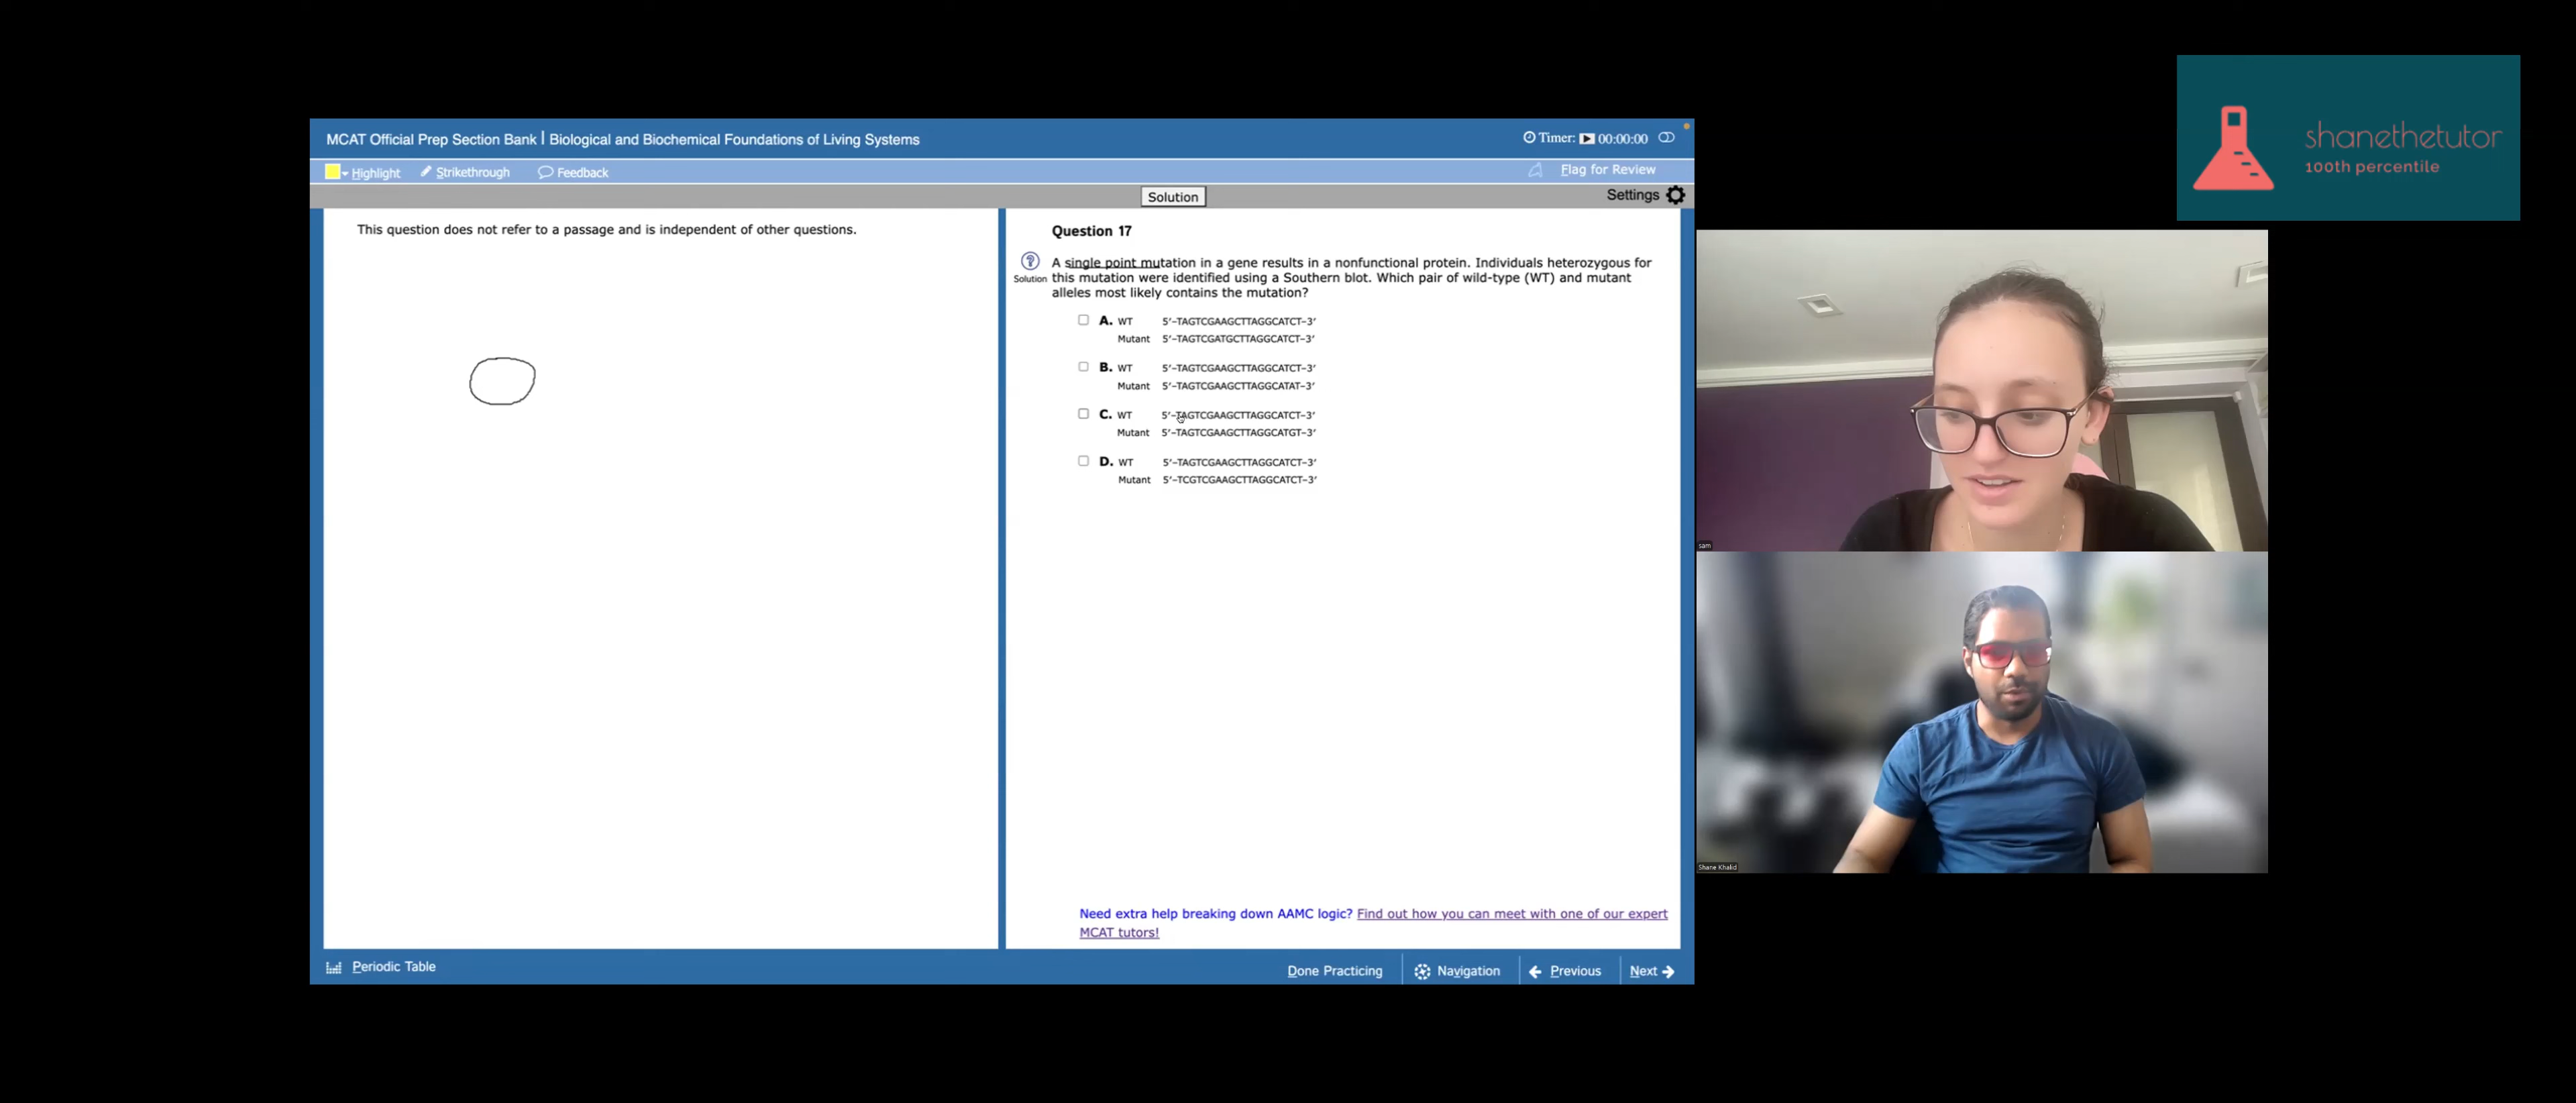 shanethetutor
100th percentile
MCAT Official Prep Section Bank | Biological and Biochemical Foundations of Living Systems
Timer: 00:00:00
Highlight
Strikethrough
Feedback
Flag for Review
Solution
Settings
This question does not refer to a passage and is independent of other questions.
Question 17
Solution
A single point mutation in a gene results in a nonfunctional protein. Individuals heterozygous for
this mutation were identified using a Southern blot. Which pair of wild-type (WT) and mutant
alleles most likely contains the mutation?
A. WT 5′–TAGTCGAAGCTTAGGCATCT–3′
Mutant 5′–TAGTCGATGCTTAGGCATCT–3′
B. WT 5′–TAGTCGAAGCTTAGGCATCT–3′
Mutant 5′–TAGTCGAAGCTTAGGCATAT–3′
C. WT 5′–TAGTCGAAGCTTAGGCATCT–3′
Mutant 5′–TAGTCGAAGCTTAGGCATGT–3′
D. WT 5′–TAGTCGAAGCTTAGGCATCT–3′
Mutant 5′–TCGTCGAAGCTTAGGCATCT–3′
Need extra help breaking down AAMC logic? Find out how you can meet with one of our expert
MCAT tutors!
Periodic Table
Done Practicing
Navigation
Previous
Next
sam
Shane Khalid